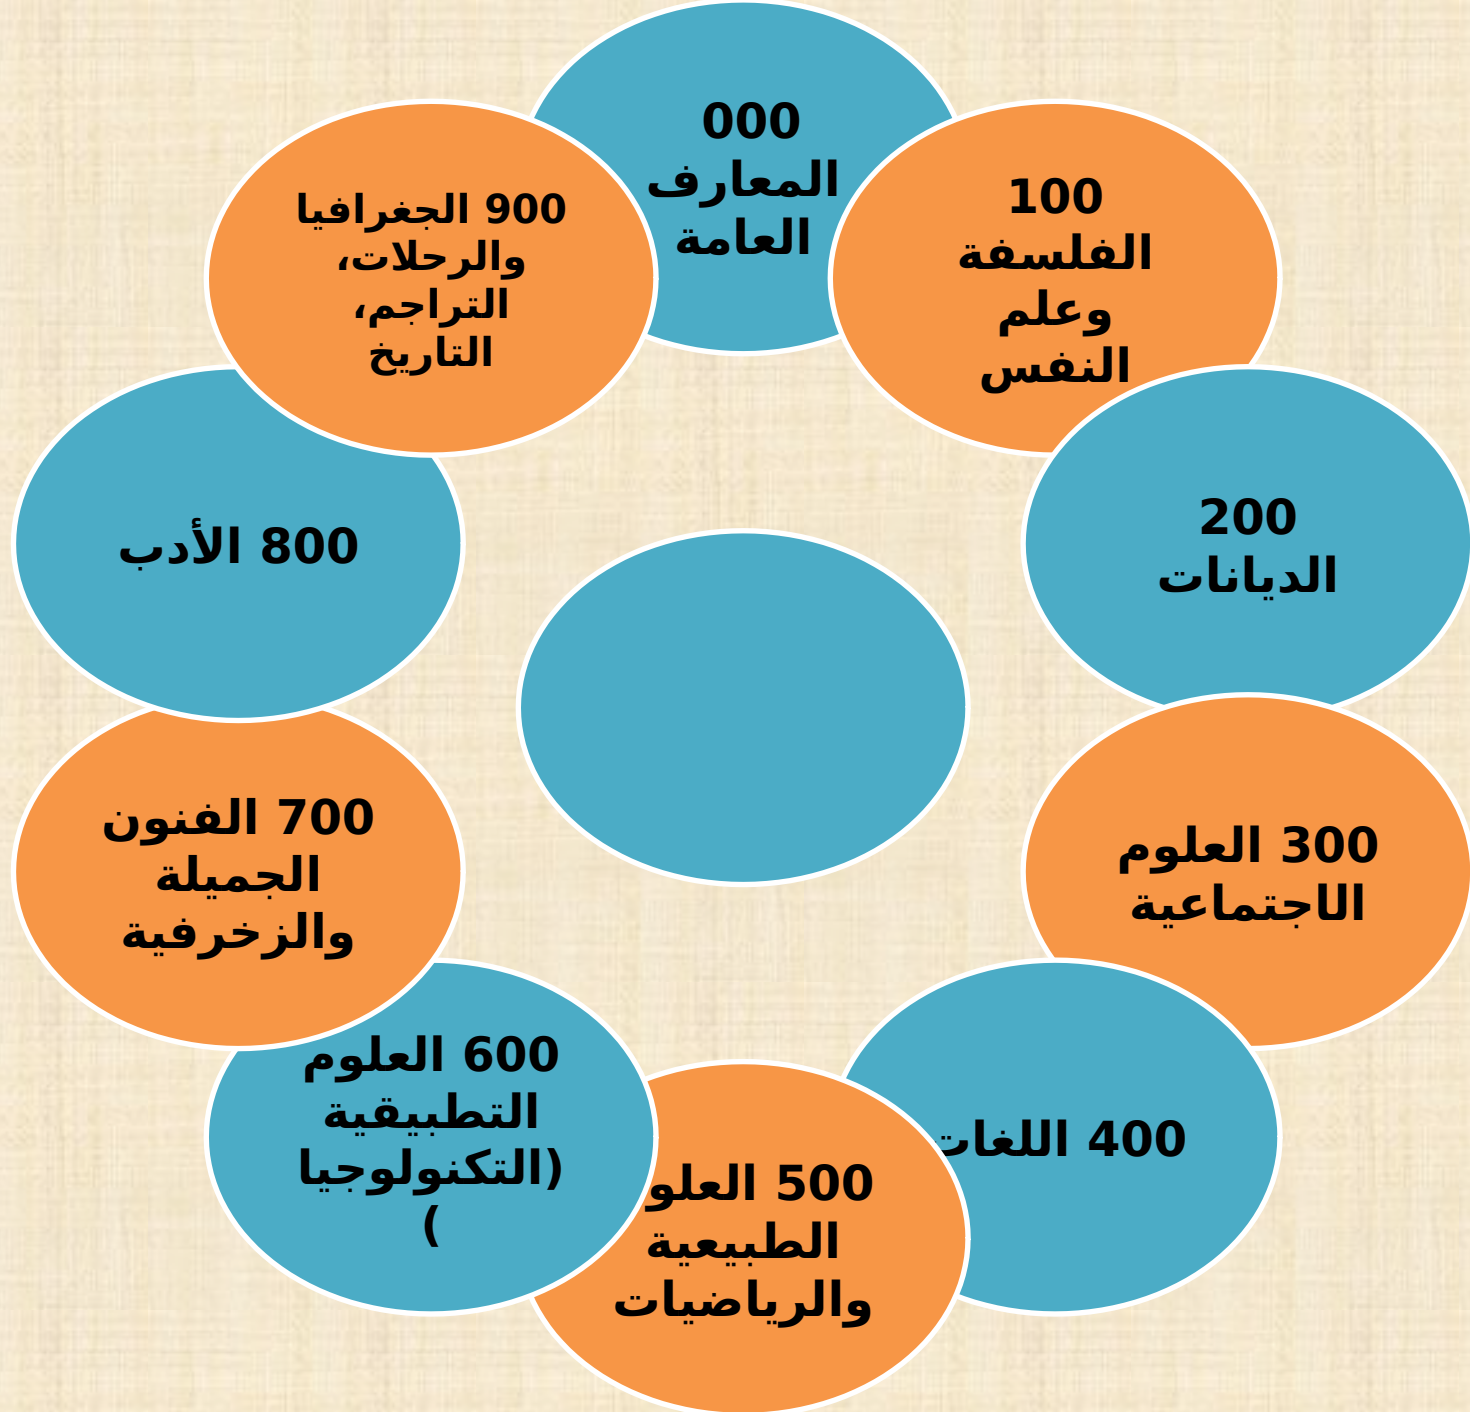 000
المعارف
العامة
100
الفلسفة
وعلم
النفس
200
الديانات
300 العلوم
الاجتماعية
400 اللغات
500
الطبيعية
والرياضيات
600 العلوم
التطبيقية
(التكنولوجيا
)
700 الفنون
الجميلة
والزخرفية
800 الأدب
900 الجغرافيا
والرحلات،
التراجم،
التاريخ